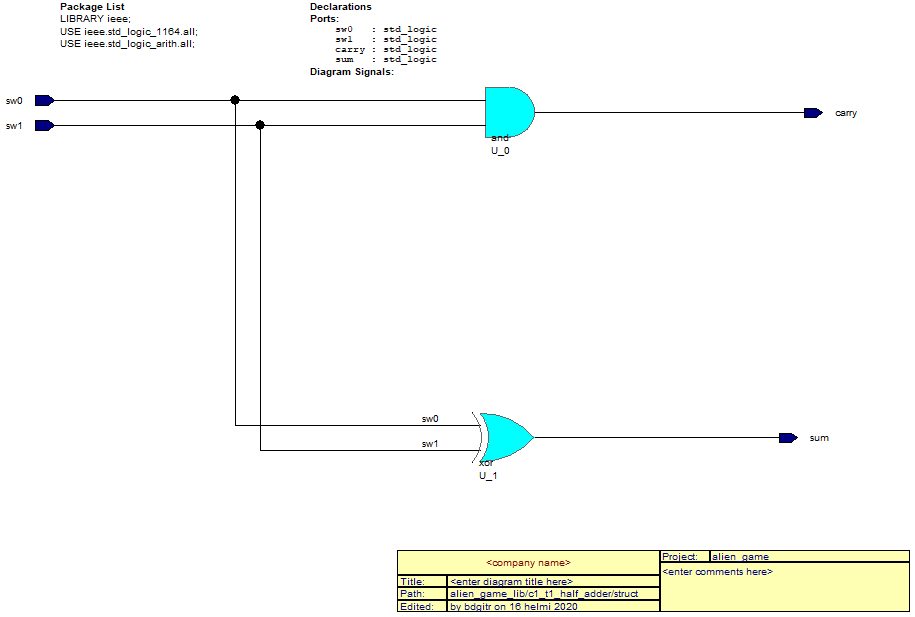 Package List
LIBRARY ieee;
USE ieee.std_logic_1164.all;
USE ieee.std_logic_arith.all;
Declarations
Ports:
sw0 : std_logic
sw1 : std_logic
carry : std_logic
sum : std_logic
Diagram Signals:
sw0
sw1
and
U_0
carry
sw0
sw1
xor
U_1
sum
<company name>
Title: <enter diagram title here>
Path: alien_game_lib/c1_t1_half_adder/struct
Edited: by bdgitr on 16 helmi 2020
Project: alien_game
<enter comments here>